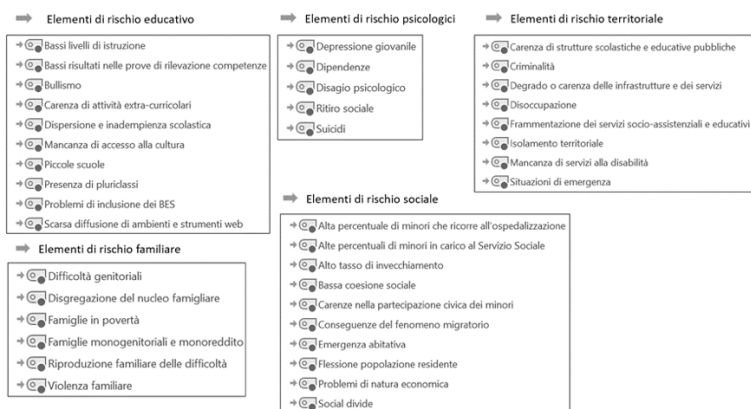 Elementi di rischio educativo
Bassi livelli di istruzione
Bassi risultati nelle prove di rilevazione competenze
Bullismo
Carenza di attività extra-curricolari
Dispersione e inadempienza scolastica
Mancanza di accesso alla cultura
Piccole scuole
Presenza di pluriclassi
Problemi di inclusione dei BES
Scarsa diffusione di ambienti e strumenti web
Elementi di rischio psicologici
Depressione giovanile
Dipendenze
Disagio psicologico
Ritiro sociale
Suicidi
Elementi di rischio territoriale
Carenza di strutture scolastiche e educative pubbliche
Criminalità
Degrado o carenza delle infrastrutture e dei servizi
Disoccupazione
Frammentazione dei servizi socio-assistenziali e educativi
Isolamento territoriale
Mancanza di servizi alla disabilità
Situazioni di emergenza
Elementi di rischio familiare
Difficoltà genitoriali
Disgregazione del nucleo famigliare
Famiglie in povertà
Famiglie monogenitoriali e monoreddito
Riproduzione familiare delle difficoltà
Violenza familiare
Elementi di rischio sociale
Alta percentuale di minori che ricorre all'ospedalizzazione
Alte percentuali di minori in carico al Servizio Sociale
Alto tasso di invecchiamento
Bassa coesione sociale
Carenze nella partecipazione civica dei minori
Conseguenze del fenomeno migratorio
Emergenza abitativa
Flessione popolazione residente
Problemi di natura economica
Social divide